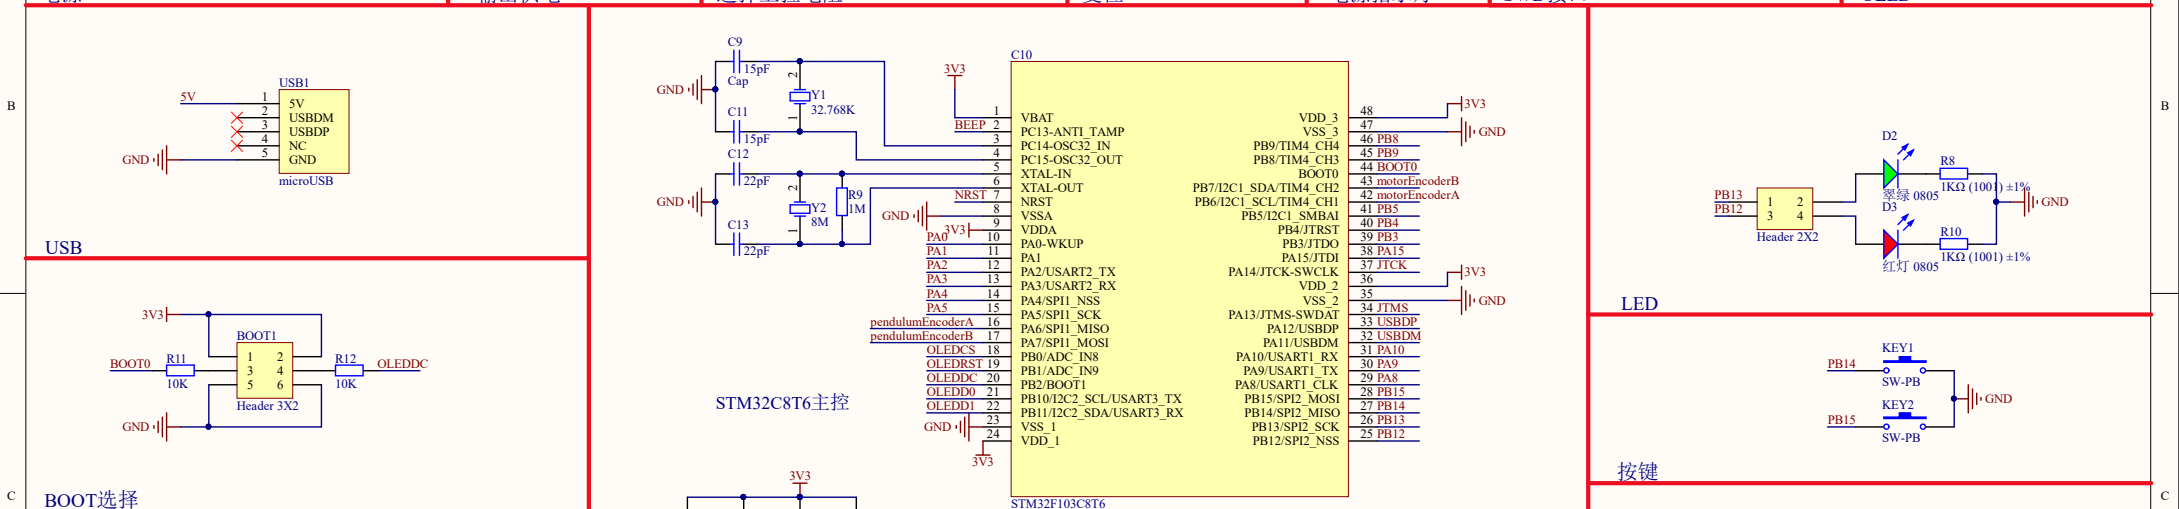 B
USB1
5V
1
5V
2
USBDM
3
USBDP
4
NC
5
GND
GND
microUSB
USB
3V3
BOOT1
BOOT0
R11
10K
1
2
3
4
5
6
R12
10K
OLEDDC
GND
Header 3X2
BOOT选择
C
C9
15pF
Cap
GND
C11
15pF
2
Y1
32.768K
1
C12
22pF
GND
C13
22pF
2
Y2
8M
1
R9
1M
STM32C8T6主控
3V3
C10
3V3
1 VBAT
BEEP 2 PC13-ANTI_TAMP
3 PC14-OSC32_IN
4 PC15-OSC32_OUT
5 XTAL-IN
6 XTAL-OUT
NRST 7 NRST
GND 8 VSSA
3V3 9 VDDA
PA0 10 PA0-WKUP
PA1 11 PA1
PA2 12 PA2/USART2_TX
PA3 13 PA3/USART2_RX
PA4 14 PA4/SPI1_NSS
PA5 15 PA5/SPI1_SCK
pendulumEncoderA 16 PA6/SPI1_MISO
pendulumEncoderB 17 PA7/SPI1_MOSI
OLEDCS 18 PB0/ADC_IN8
OLEDRST 19 PB1/ADC_IN9
OLEDDC 20 PB2/BOOT1
OLEDD0 21 PB10/I2C2_SCL/USART3_TX
OLEDD1 22 PB11/I2C2_SDA/USART3_RX
GND 23 VSS_1
24 VDD_1
3V3
VDD_3 48 3V3
VSS_3 47 GND
PB9/TIM4_CH4 46 PB8
PB8/TIM4_CH3 45 PB9
BOOT0 44 BOOT0
PB7/I2C1_SDA/TIM4_CH2 43 motorEncoderB
PB6/I2C1_SCL/TIM4_CH1 42 motorEncoderA
PB5/I2C1_SMBAI 41 PB5
PB4/JTRST 40 PB4
PB3/JTDO 39 PB3
PA15/JTDI 38 PA15
PA14/JTCK-SWCLK 37 JTCK
VDD_2 36 3V3
VSS_2 35 GND
PA13/JTMS-SWDAT 34 JTMS
PA12/USBDP 33 USBDP
PA11/USBDM 32 USBDM
PA10/USART1_RX 31 PA10
PA9/USART1_TX 30 PA9
PA8/USART1_CLK 29 PA8
PB15/SPI2_MOSI 28 PB15
PB14/SPI2_MISO 27 PB14
PB13/SPI2_SCK 26 PB13
PB12/SPI2_NSS 25 PB12
STM32F103C8T6
D2
R8
1KΩ (1001) ±1%
翠绿 0805
PB13 1 2
PB12 3 4
Header 2X2
GND
D3
R10
1KΩ (1001) ±1%
红灯 0805
LED
KEY1
PB14
SW-PB
GND
KEY2
PB15
SW-PB
按键
B
C